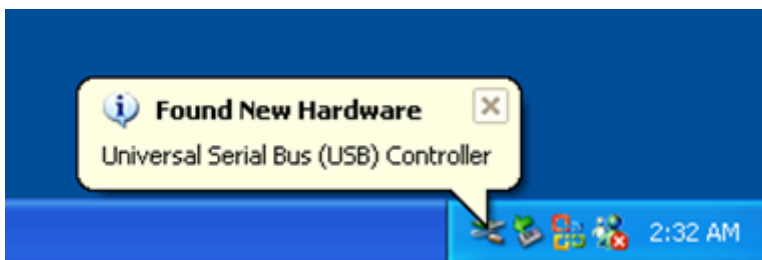 Found New Hardware
Universal Serial Bus (USB) Controller
2:32 AM